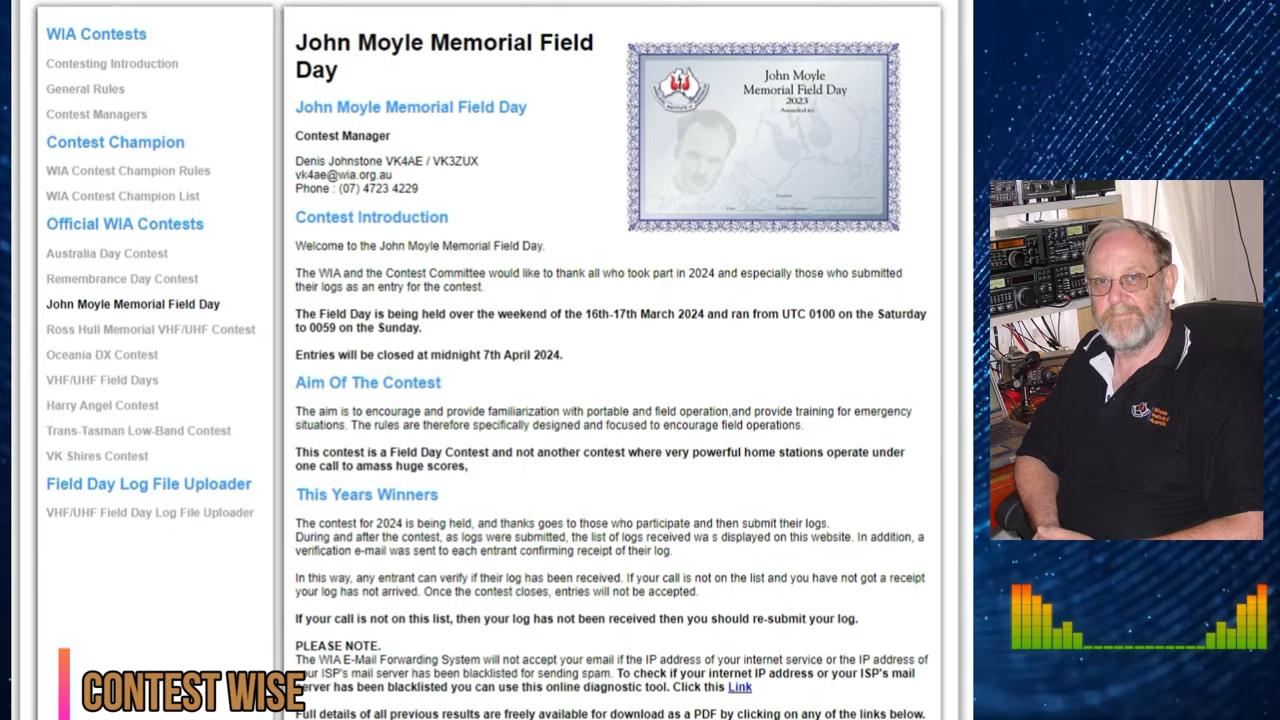 WIA Contests
Contesting Introduction
General Rules
Contest Managers
Contest Champion
WIA Contest Champion Rules
WIA Contest Champion List
Official WIA Contests
Australia Day Contest
Remembrance Day Contest
John Moyle Memorial Field Day
Ross Hull Memorial VHF/UHF Contest
Oceania DX Contest
VHF/UHF Field Days
Harry Angel Contest
Trans-Tasman Low-Band Contest
VK Shires Contest
Field Day Log File Uploader
VHF/UHF Field Day Log File Uploader
John Moyle Memorial Field
Day
John Moyle Memorial Field Day
Contest Manager
Denis Johnstone VK4AE / VK3ZUX
vk4ae@wia.org.au
Phone : (07) 4723 4229
Contest Introduction
Welcome to the John Moyle Memorial Field Day.
The WIA and the Contest Committee would like to thank all who took part in 2024 and especially those who submitted
their logs as an entry for the contest.
The Field Day is being held over the weekend of the 16th-17th March 2024 and ran from UTC 0100 on the Saturday
to 0059 on the Sunday.
Entries will be closed at midnight 7th April 2024.
Aim Of The Contest
The aim is to encourage and provide familiarization with portable and field operation,and provide training for emergency
situations. The rules are therefore specifically designed and focused to encourage field operations.
This contest is a Field Day Contest and not another contest where very powerful home stations operate under
one call to amass huge scores,
This Years Winners
The contest for 2024 is being held, and thanks goes to those who participate and then submit their logs.
During and after the contest, as logs were submitted, the list of logs received wa s displayed on this website. In addition, a
verification e-mail was sent to each entrant confirming receipt of their log.
In this way, any entrant can verify if their log has been received. If your call is not on the list and you have not got a receipt
your log has not arrived. Once the contest closes, entries will not be accepted.
If your call is not on this list, then your log has not been received then you should re-submit your log.
PLEASE NOTE.
The WIA E-Mail Forwarding System will not accept your email if the IP address of your internet service or the IP address of
ur ISP's mail server has been blacklisted for sending spam. To check if your internet IP address or your ISP's mail
erver has been blacklisted you can use this online diagnostic tool. Click this Link
Full details of all previous results are freely available for download as a PDF by clicking on any of the links below.
John Moyle
Memorial Field Day
2023
Awarded to:
CONTEST WISE